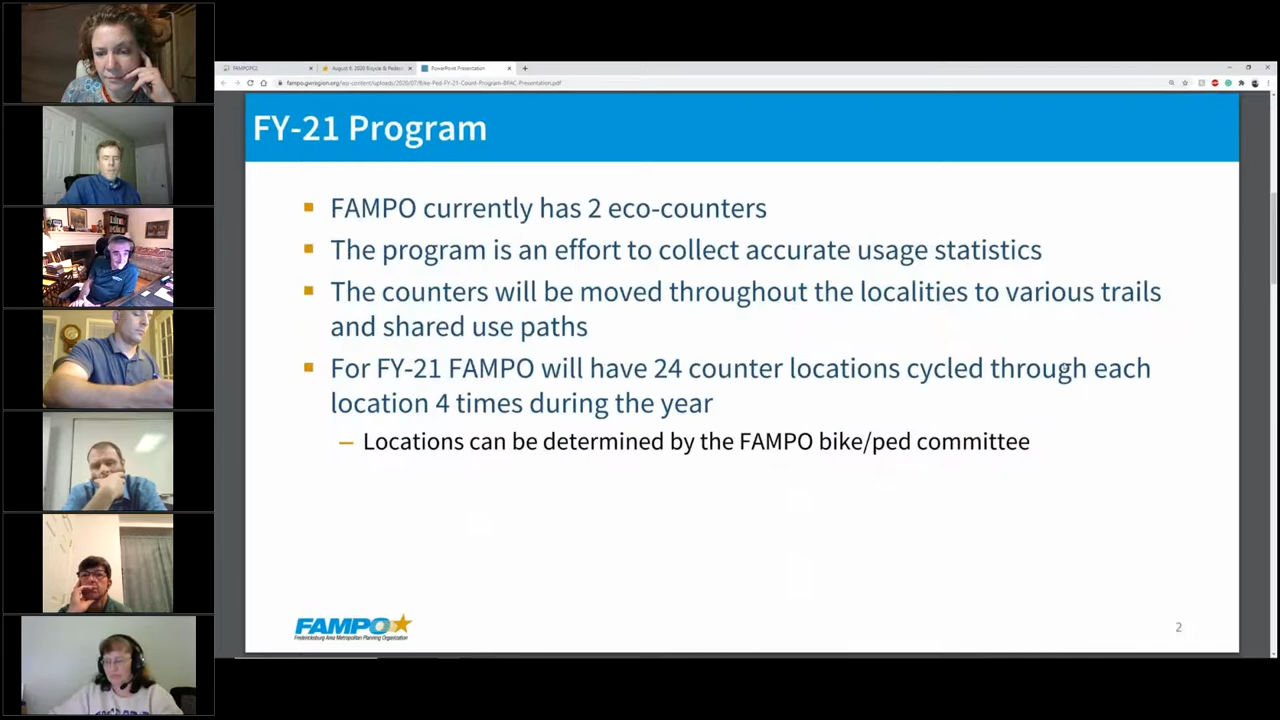 FAMPOTG2
August 6, 2020 Bicycle & Pedes
PowerPoint Presentation
fampo.gwregion.org/wp-content/uploads/2020/07/Bike-Ped-FY-21-Count-Program-BPAC-Presentation.pdf
FY-21 Program
FAMPO currently has 2 eco-counters
The program is an effort to collect accurate usage statistics
The counters will be moved throughout the localities to various trails
and shared use paths
For FY-21 FAMPO will have 24 counter locations cycled through each
location 4 times during the year
– Locations can be determined by the FAMPO bike/ped committee
FAMPO
Fredericksburg Area Metropolitan Planning Organization
2